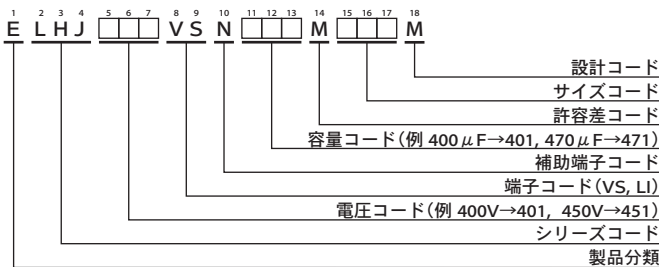 1 2 3 4 5 6 7 8 9 10 11 12 13 14 15 16 17 18
E L H J □□□ V S N □□□ M □□□ M
設計コード
サイズコード
許容差コード
容量コード(例 400μF→401, 470μF→471)
補助端子コード
端子コード(VS, LI)
電圧コード(例 400V→401, 450V→451)
シリーズコード
製品分類